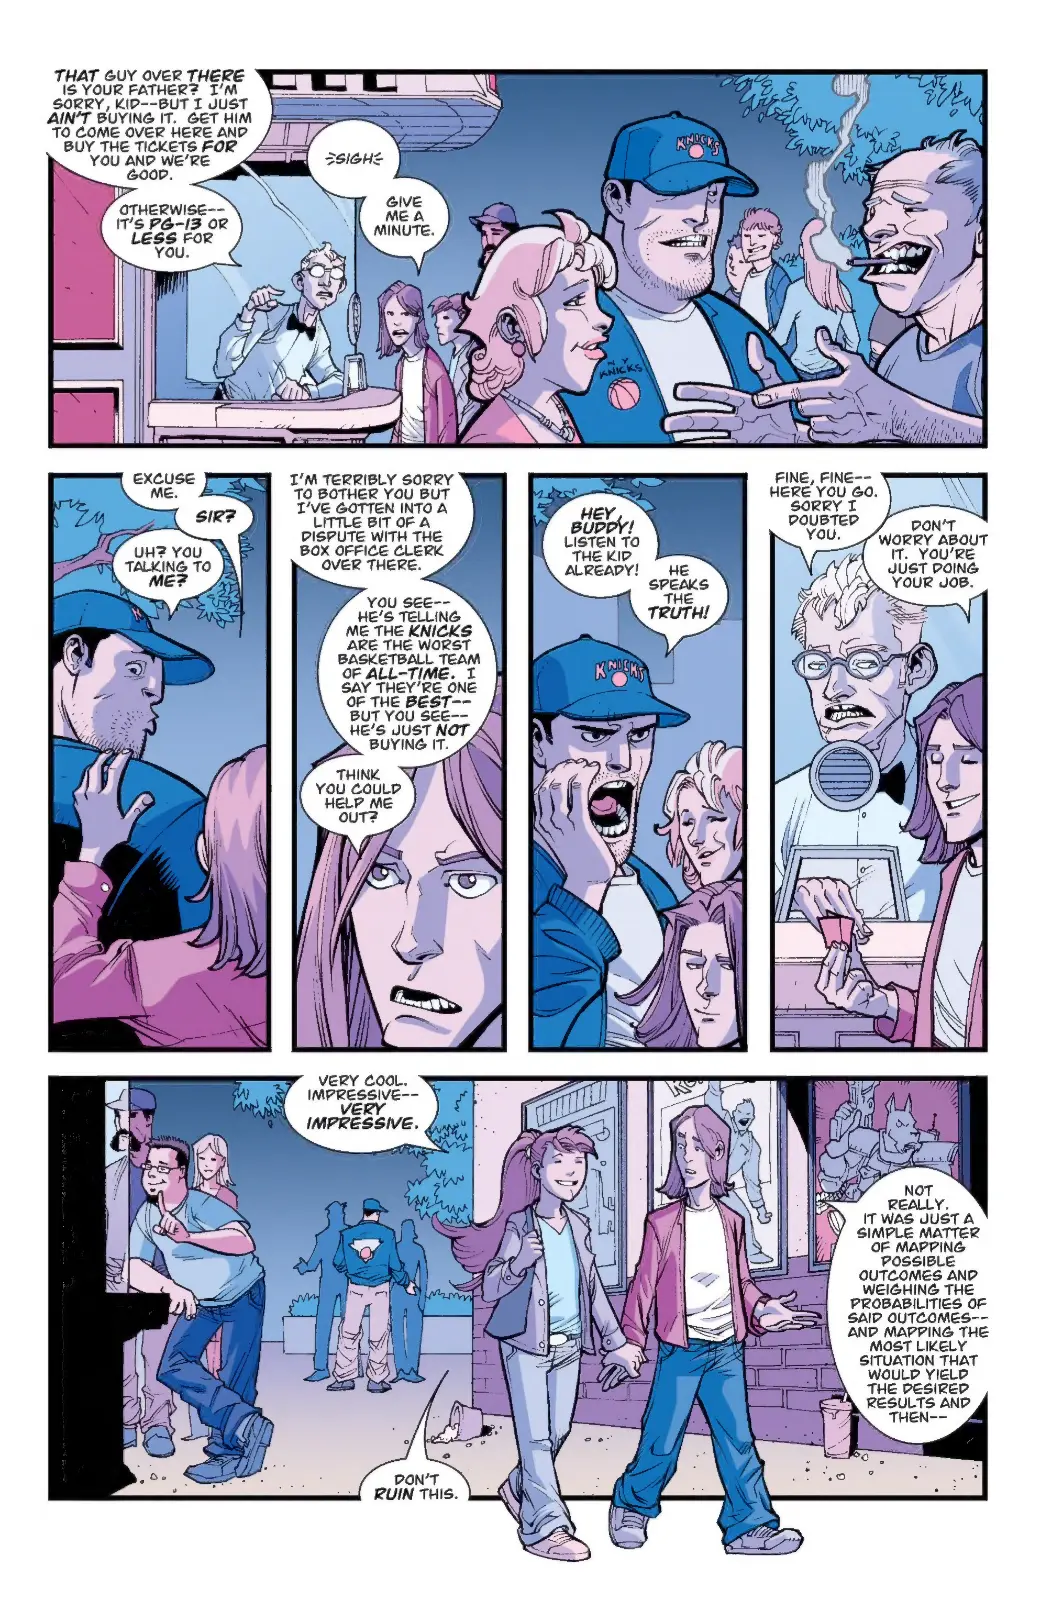 THAT GUY OVER THERE
IS YOUR FATHER? I'M
SORRY, KID--BUT I JUST
AIN'T BUYING IT. GET HIM
TO COME OVER HERE AND
BUY THE TICKETS FOR
YOU AND WE'RE
GOOD.
OTHERWISE--
IT'S PG-13 OR
LESS FOR
YOU.
SIGH
GIVE
ME A
MINUTE.
KNICKS
N.Y.
KNICKS
EXCUSE
ME.
SIR?
UH? YOU
TALKING TO
ME?
I'M TERRIBLY SORRY
TO BOTHER YOU BUT
I'VE GOTTEN INTO A
LITTLE BIT OF A
DISPUTE WITH THE
BOX OFFICE CLERK
OVER THERE.
YOU SEE--
HE'S TELLING
ME THE KNICKS
ARE THE WORST
BASKETBALL TEAM
OF ALL-TIME. I
SAY THEY'RE ONE
OF THE BEST--
BUT YOU SEE--
HE'S JUST NOT
BUYING IT.
THINK
YOU COULD
HELP ME
OUT?
HEY,
BUDDY!
LISTEN TO
THE KID
ALREADY!
HE
SPEAKS
THE
TRUTH!
KNICKS
FINE, FINE--
HERE YOU GO.
SORRY I
DOUBTED
YOU.
DON'T
WORRY ABOUT
IT. YOU'RE
JUST DOING
YOUR JOB.
VERY COOL.
IMPRESSIVE--
VERY
IMPRESSIVE.
NOT
REALLY.
IT WAS JUST A
SIMPLE MATTER
OF MAPPING
POSSIBLE
OUTCOMES AND
WEIGHING THE
PROBABILITIES OF
SAID OUTCOMES--
AND MAPPING THE
MOST LIKELY
SITUATION THAT
WOULD YIELD
THE DESIRED
RESULTS AND
THEN--
DON'T
RUIN THIS.